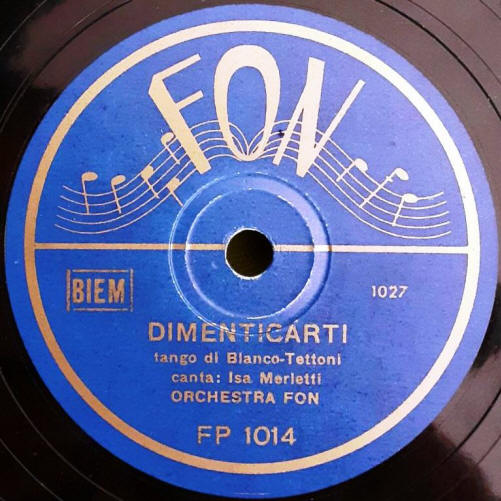 FON
BIEM
1027
DIMENTICARTI
tango di Blanco-Tettoni
canta: Isa Merletti
ORCHESTRA FON
FP 1014